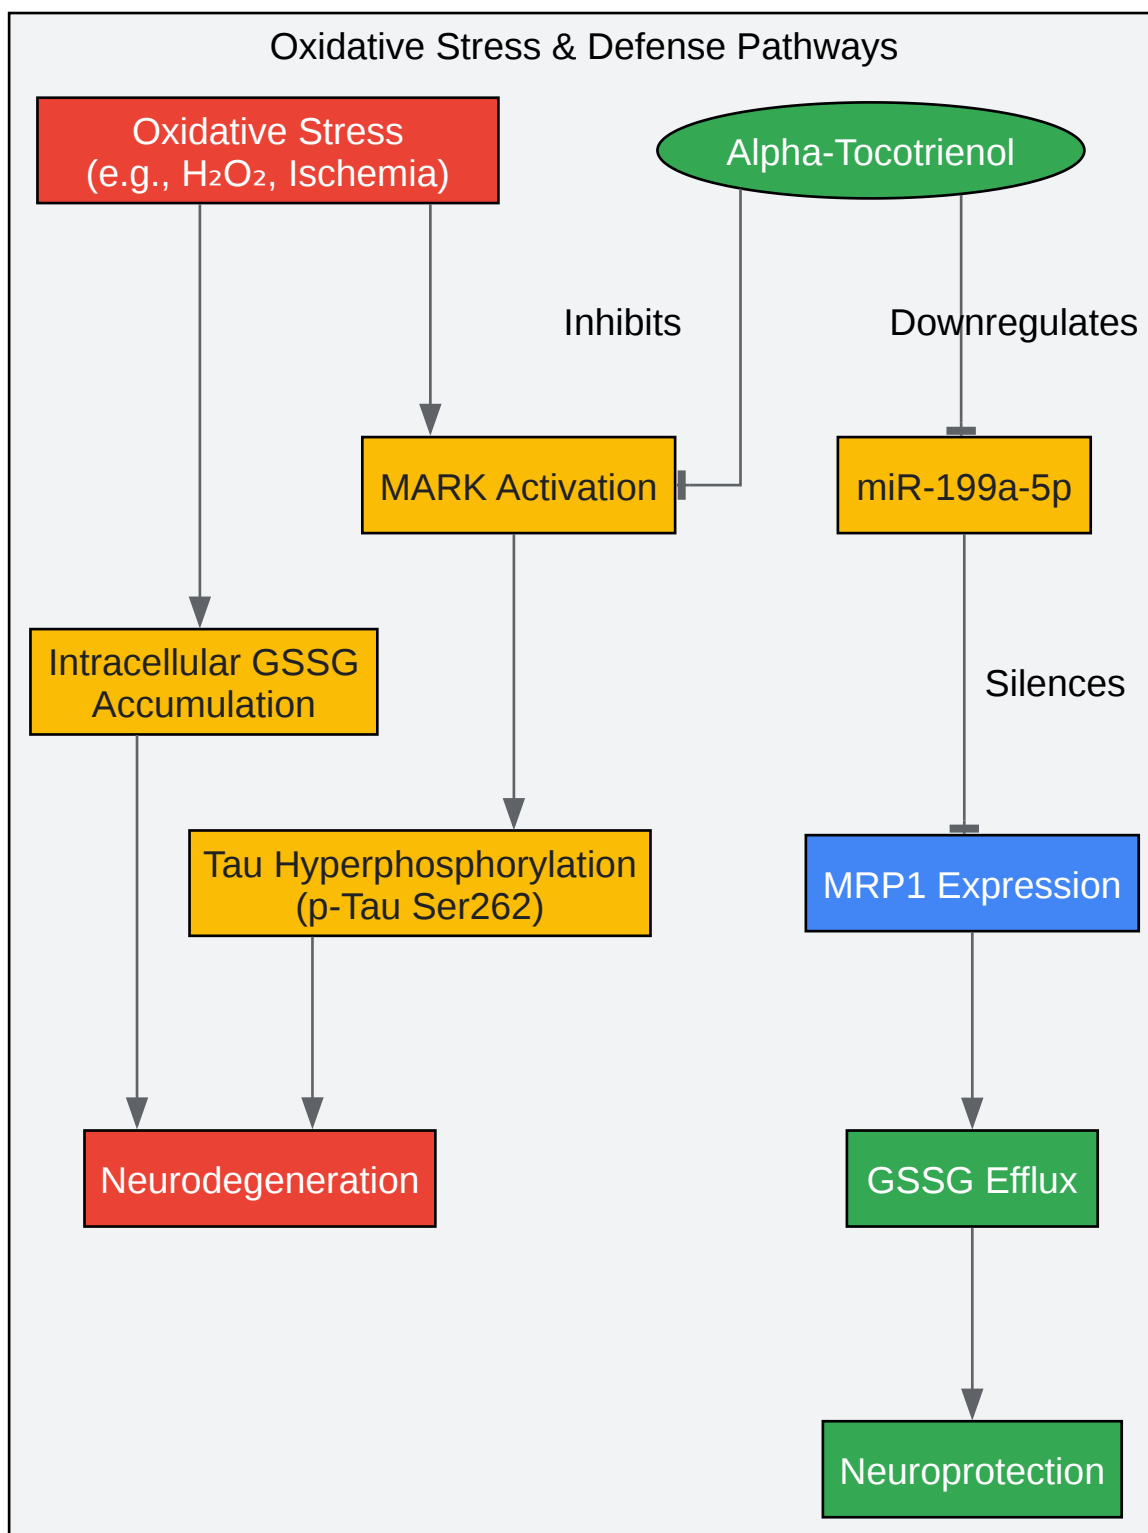 Oxidative Stress & Defense Pathways
Oxidative Stress
(e.g., H₂O₂, Ischemia)
Alpha-Tocotrienol
Inhibits
Downregulates
MARK Activation
miR-199a-5p
Intracellular GSSG
Accumulation
Silences
Tau Hyperphosphorylation
(p-Tau Ser262)
MRP1 Expression
Neurodegeneration
GSSG Efflux
Neuroprotection